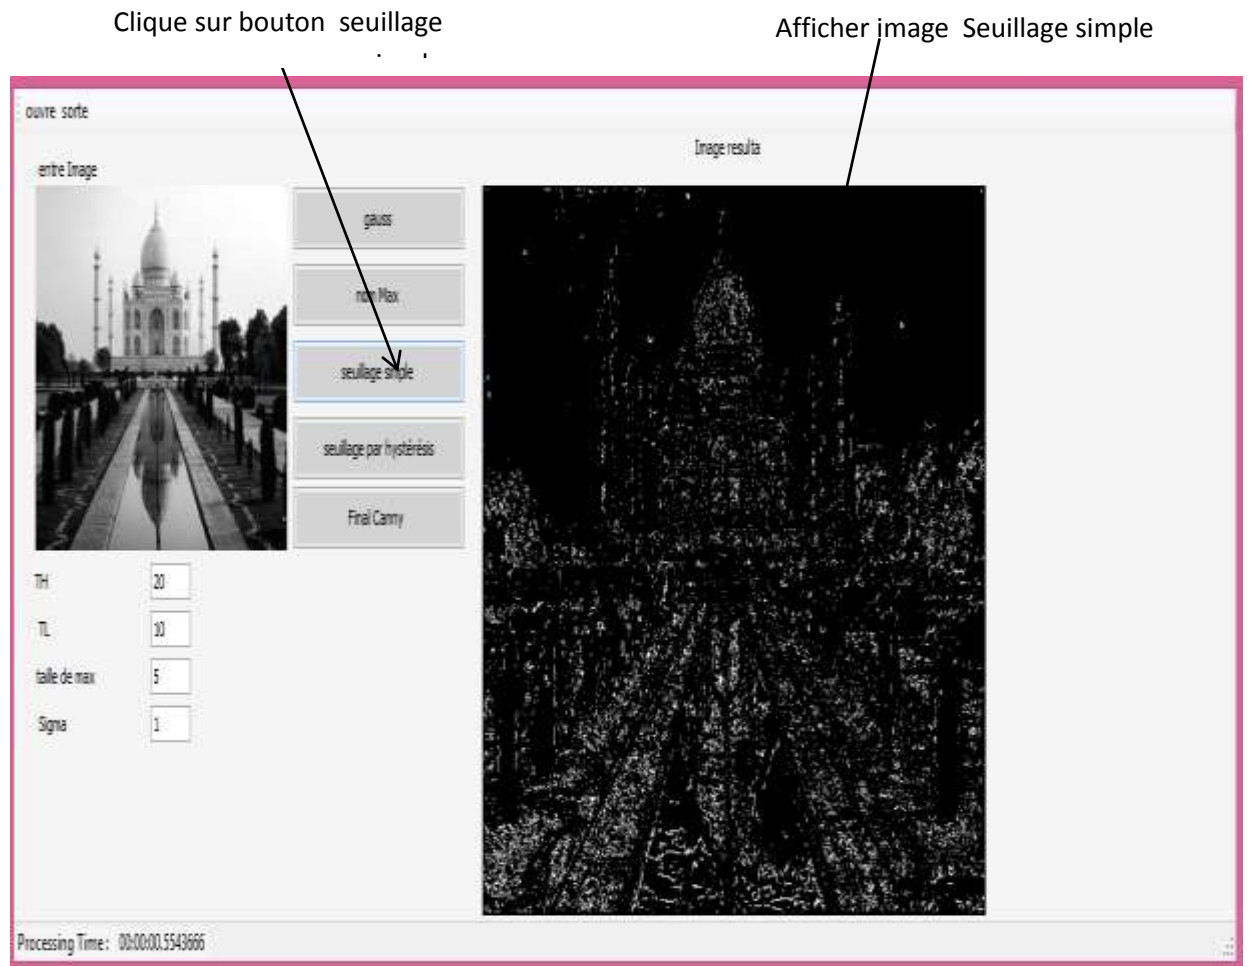 Clique sur bouton seuillage
Afficher image Seuillage simple
ouvre sorte
Image resulta
entre Image
gauss
non Max
seuillage simple
seuillage par hystérésis
Final Canny
TH 20
TL 10
taille de max 5
Sigma 1
Processing Time : 00:00:00.5543666